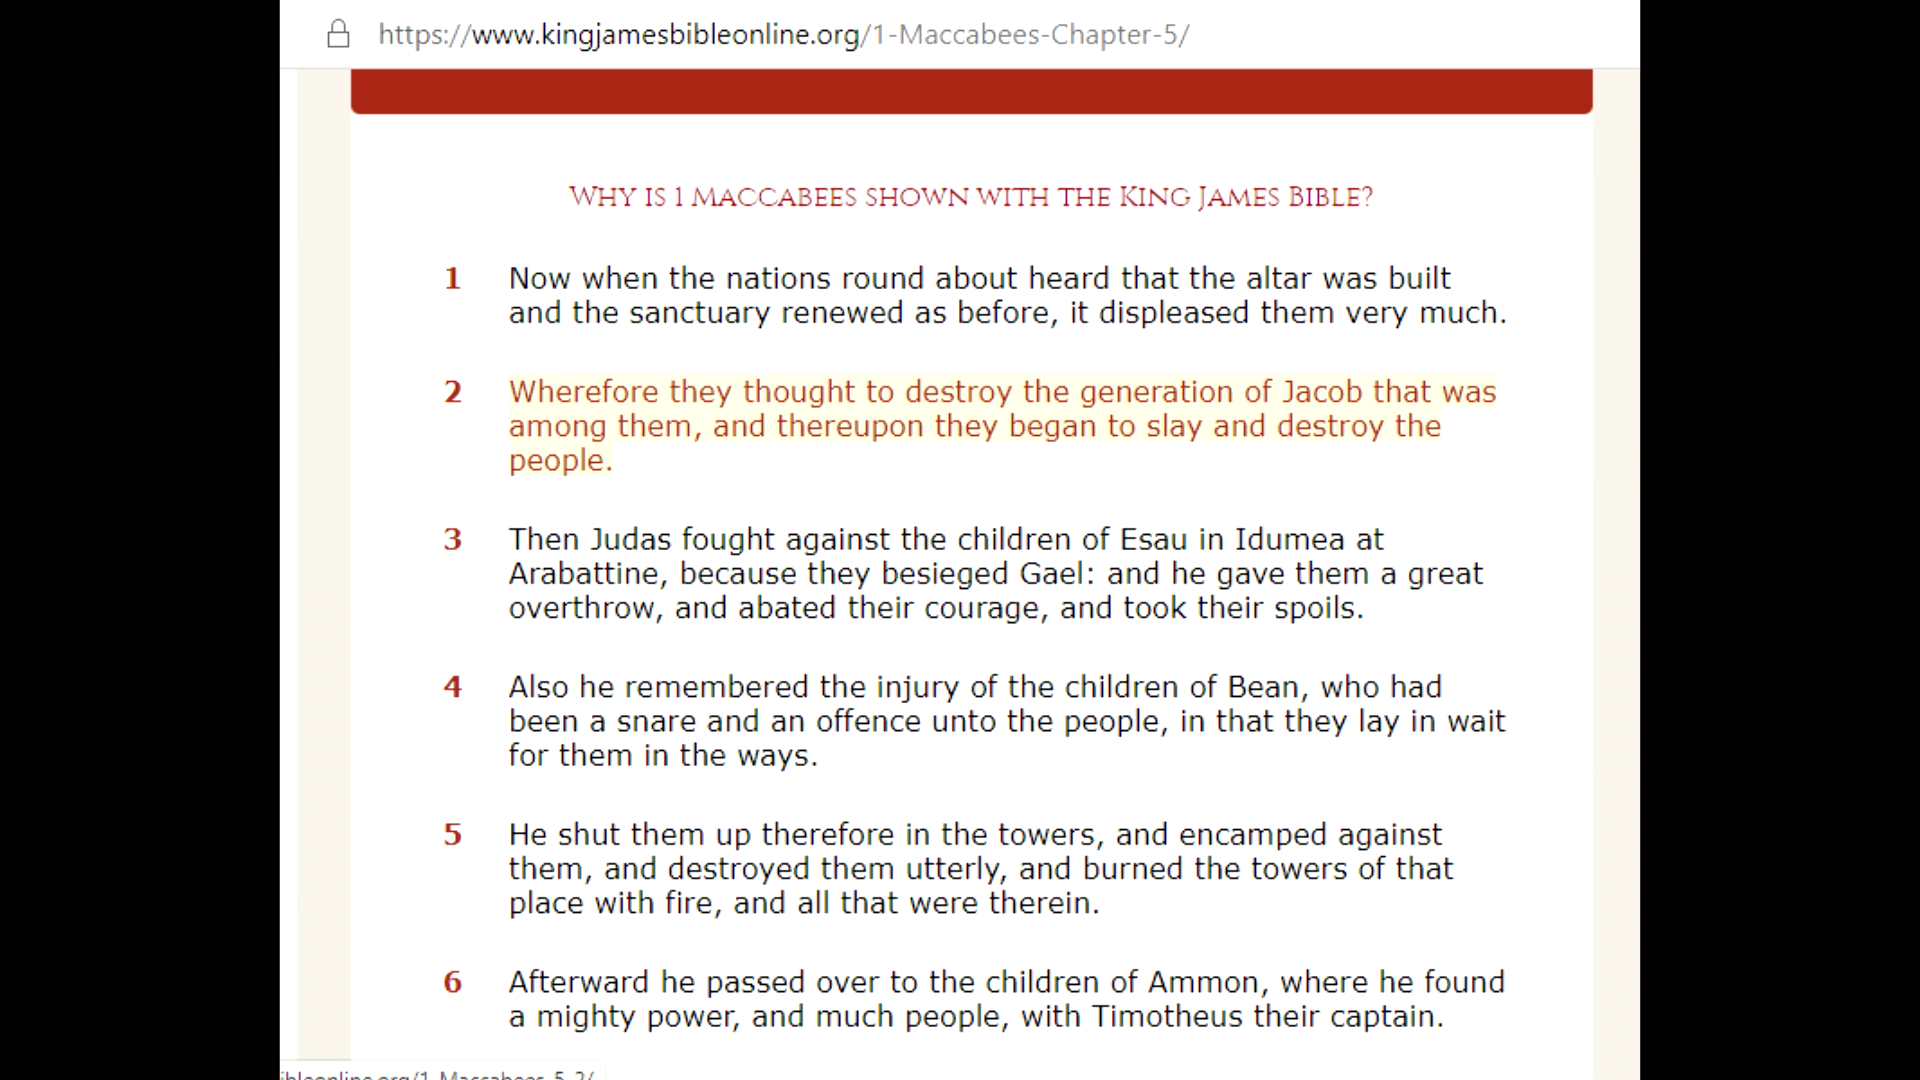 https://www.kingjamesbibleonline.org/1-Maccabees-Chapter-5/
Why is 1 Maccabees shown with the King James Bible?
1 Now when the nations round about heard that the altar was built
and the sanctuary renewed as before, it displeased them very much.
2 Wherefore they thought to destroy the generation of Jacob that was
among them, and thereupon they began to slay and destroy the
people.
3 Then Judas fought against the children of Esau in Idumea at
Arabattine, because they besieged Gael: and he gave them a great
overthrow, and abated their courage, and took their spoils.
4 Also he remembered the injury of the children of Bean, who had
been a snare and an offence unto the people, in that they lay in wait
for them in the ways.
5 He shut them up therefore in the towers, and encamped against
them, and destroyed them utterly, and burned the towers of that
place with fire, and all that were therein.
6 Afterward he passed over to the children of Ammon, where he found
a mighty power, and much people, with Timotheus their captain.
ibleonline.org/1-Maccabees-5-2/